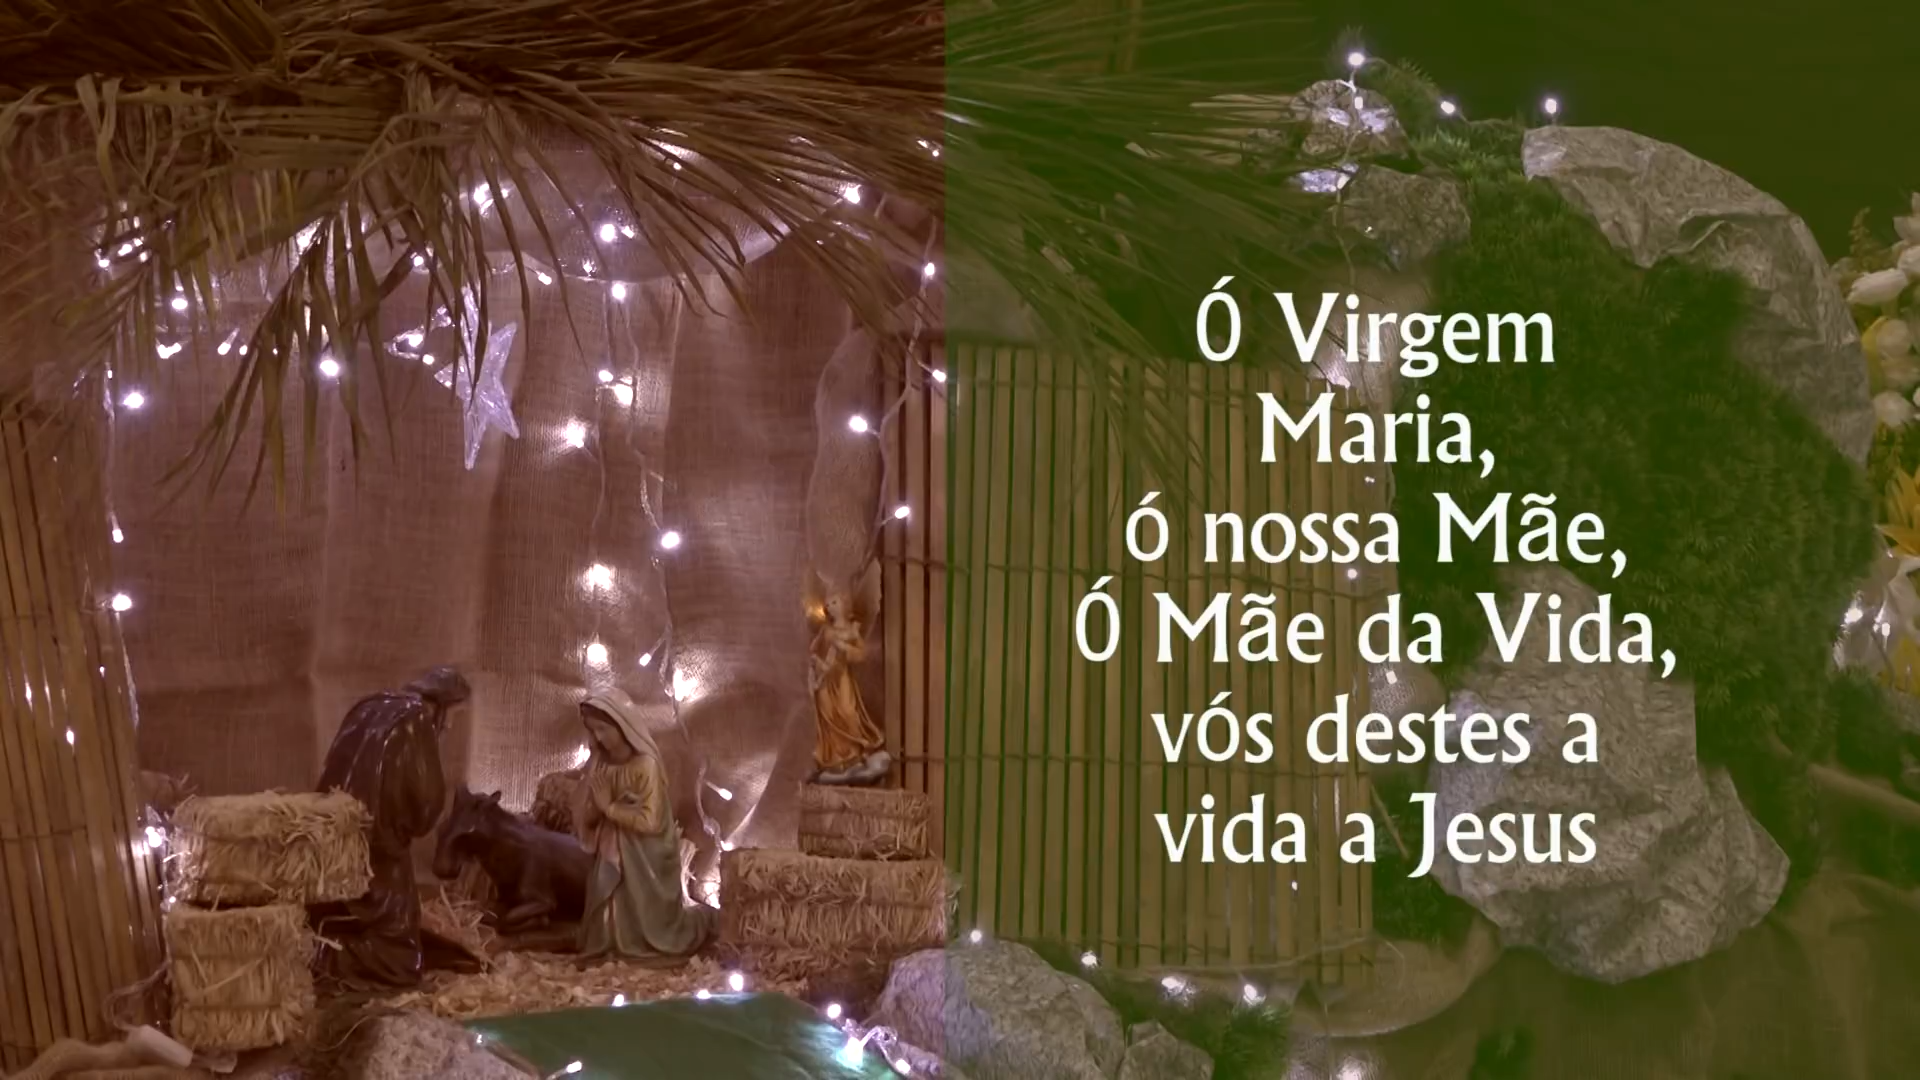 Ó Virgem
Maria,
ó nossa Mãe,
Ó Mãe da Vida,
vós destes a
vida a Jesus